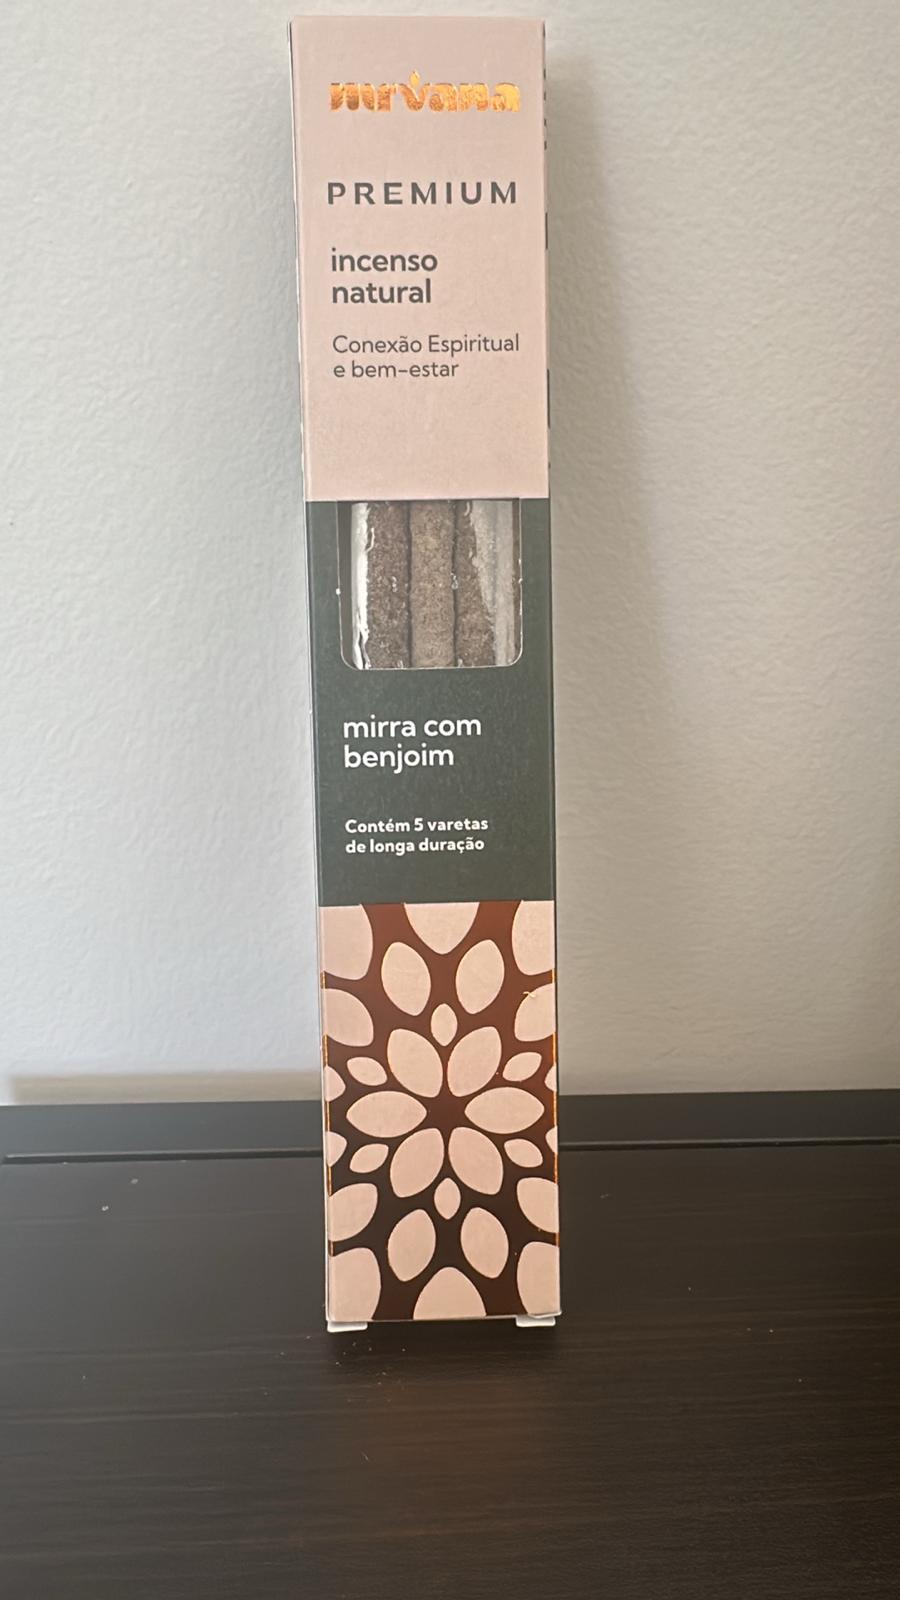 nirvana
PREMIUM
incenso
natural
Conexão Espiritual
e bem-estar
mirra com
benjoim
Contém 5 varetas
de longa duração